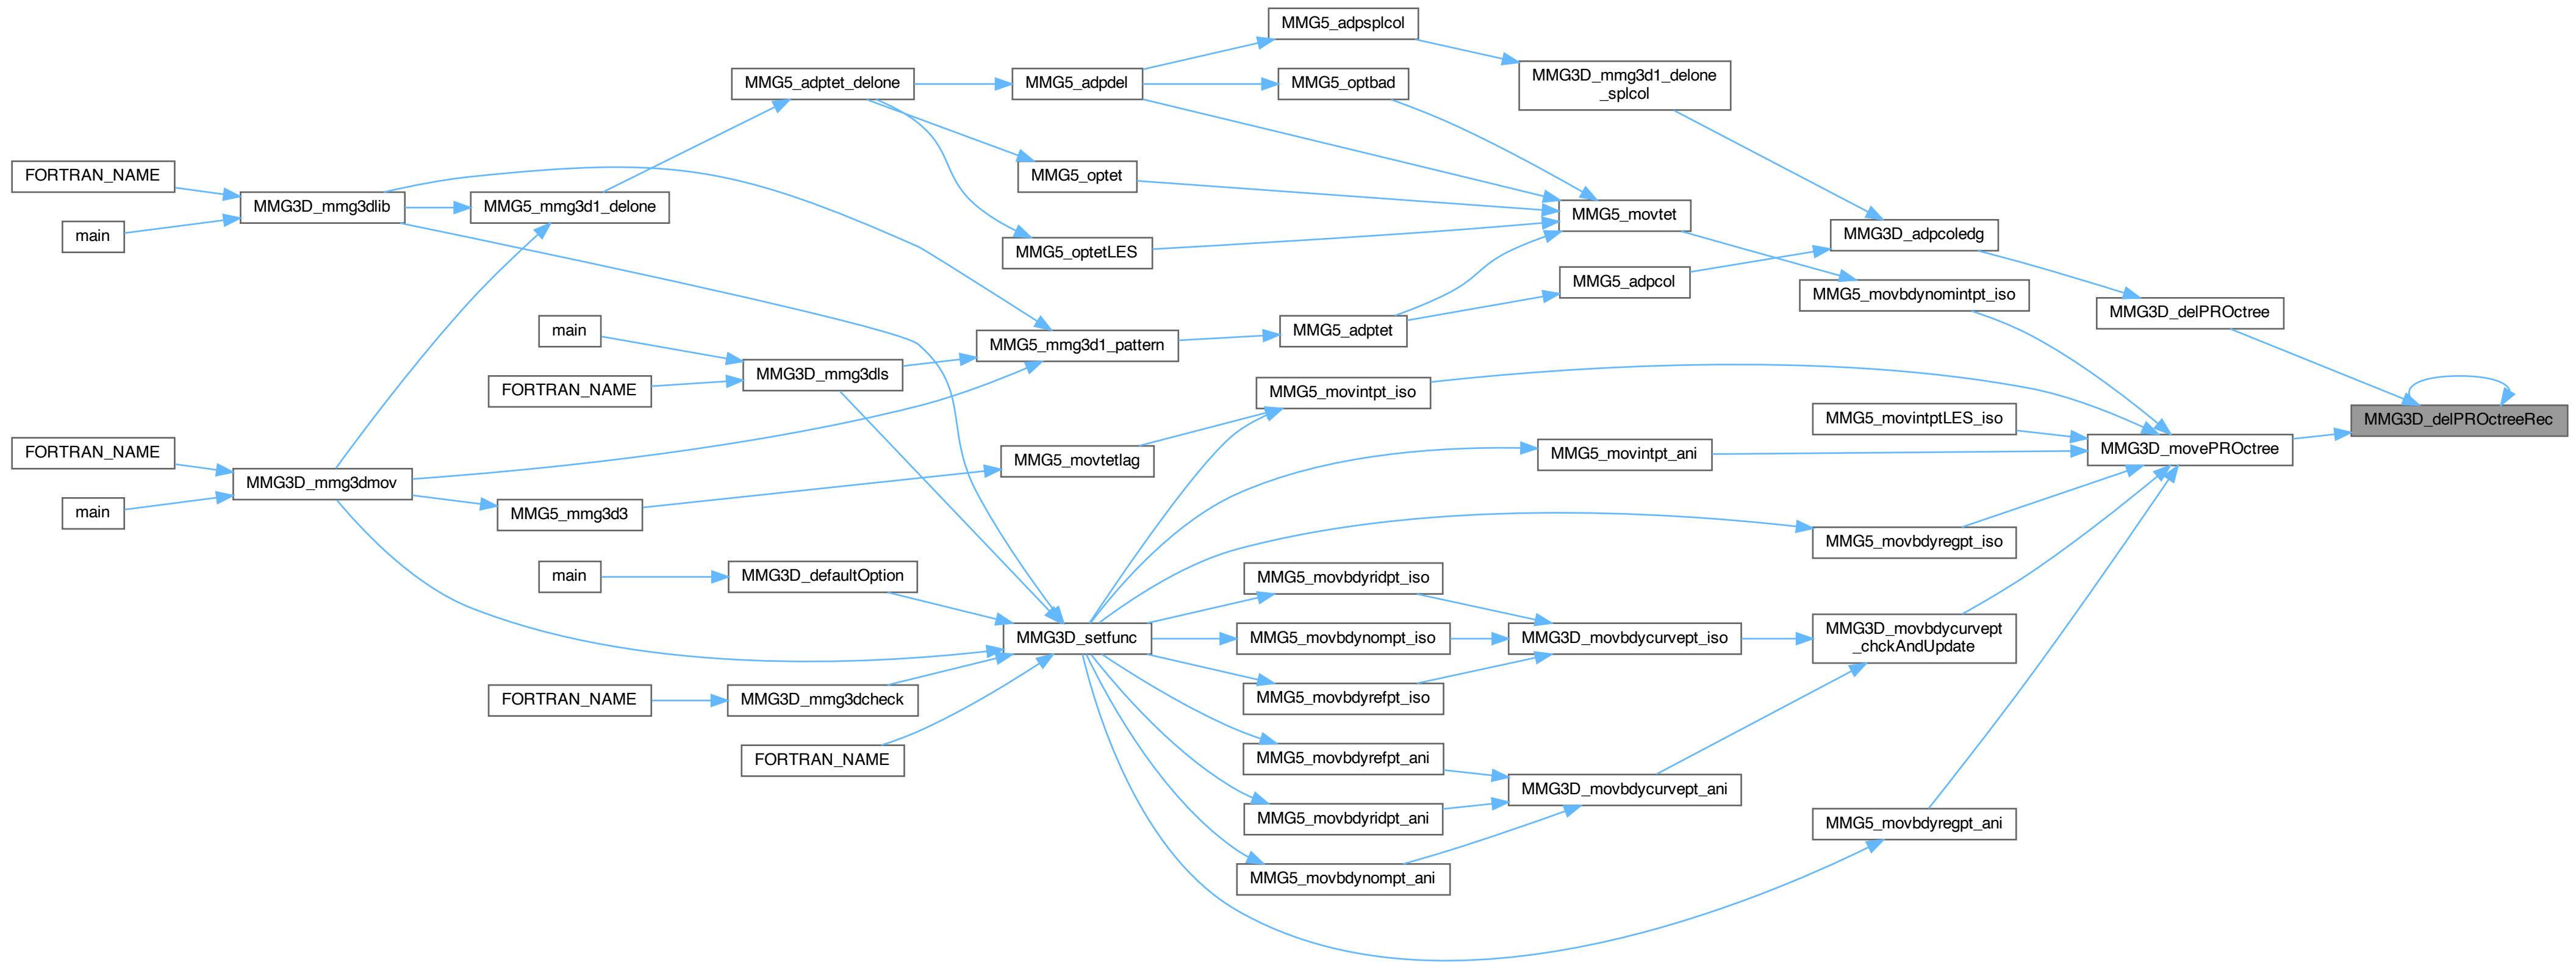 MMG5_adpsplcol
MMG5_adptet_delone
MMG5_adpdel
MMG5_optbad
MMG3D_mmg3d1_delone
_splcol
FORTRAN_NAME
MMG3D_mmg3dlib
MMG5_mmg3d1_delone
MMG5_optet
MMG5_movtet
main
MMG5_optetLES
MMG3D_adpcoledg
MMG5_adpcol
MMG5_movbdynomintpt_iso
MMG3D_delPROctree
main
MMG5_adptet
MMG5_mmg3d1_pattern
MMG3D_mmg3dls
FORTRAN_NAME
MMG5_movintpt_iso
MMG5_movintptLES_iso
MMG3D_delPROctreeRec
FORTRAN_NAME
MMG5_movtetlag
MMG5_movintpt_ani
MMG3D_movePROctree
MMG3D_mmg3dmov
main
MMG5_mmg3d3
MMG5_movbdyregpt_iso
main
MMG3D_defaultOption
MMG5_movbdyridpt_iso
MMG3D_setfunc
MMG5_movbdynompt_iso
MMG3D_movbdycurvept_iso
MMG3D_movbdycurvept
_chckAndUpdate
FORTRAN_NAME
MMG3D_mmg3dcheck
MMG5_movbdyrefpt_iso
FORTRAN_NAME
MMG5_movbdyrefpt_ani
MMG3D_movbdycurvept_ani
MMG5_movbdyridpt_ani
MMG5_movbdyregpt_ani
MMG5_movbdynompt_ani